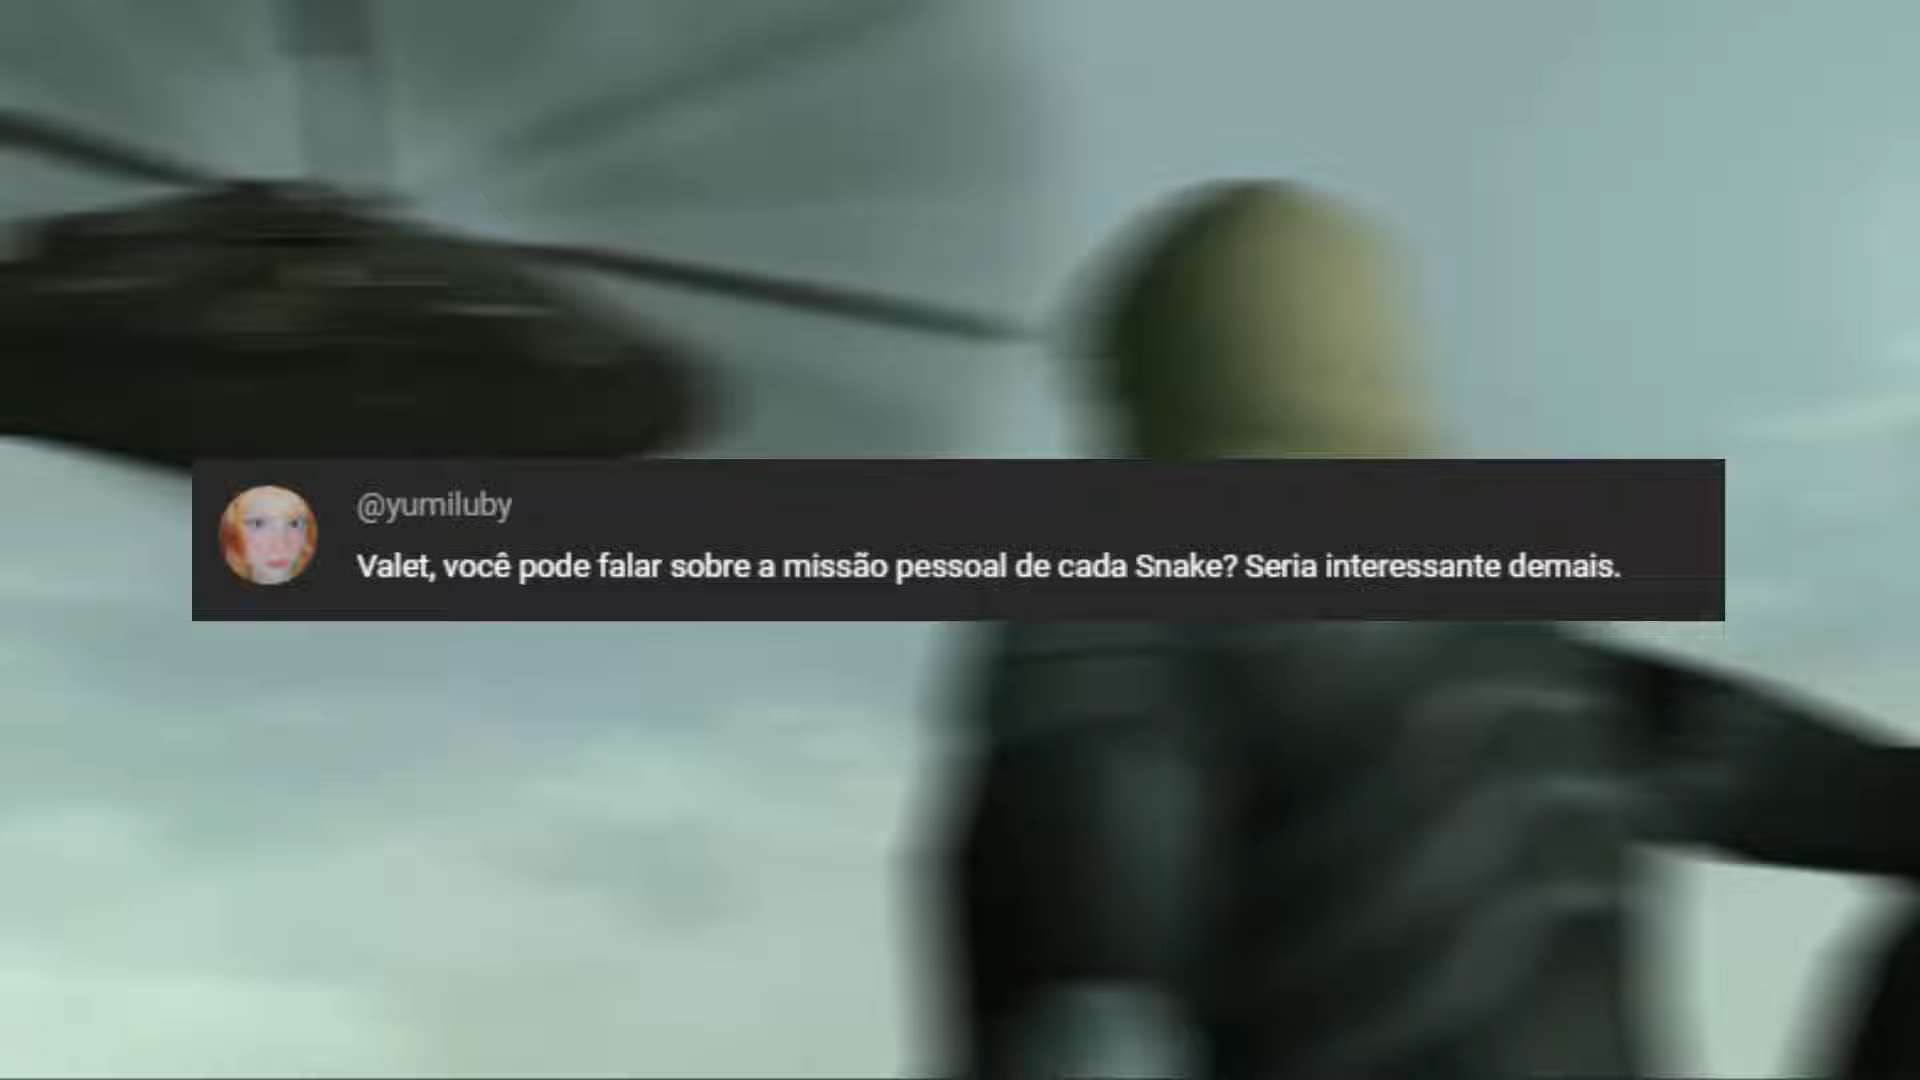 @yumiluby
Valet, você pode falar sobre a missão pessoal de cada Snake? Seria interessante demais.